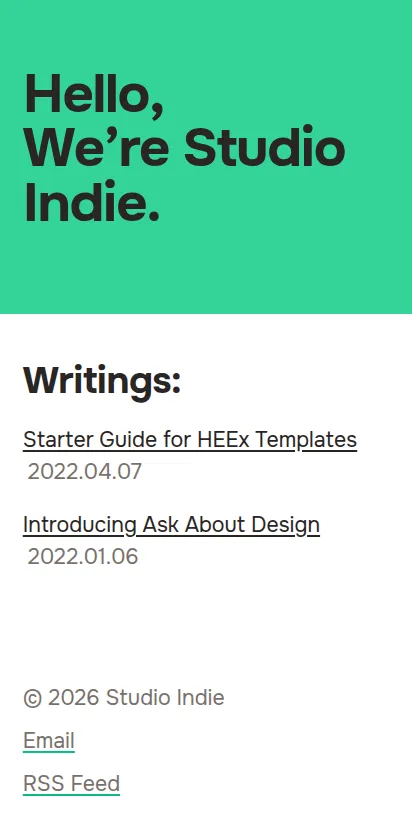 Hello,
We’re Studio
Indie.
Writings:
Starter Guide for HEEx Templates
2022.04.07
Introducing Ask About Design
2022.01.06
© 2026 Studio Indie
Email
RSS Feed